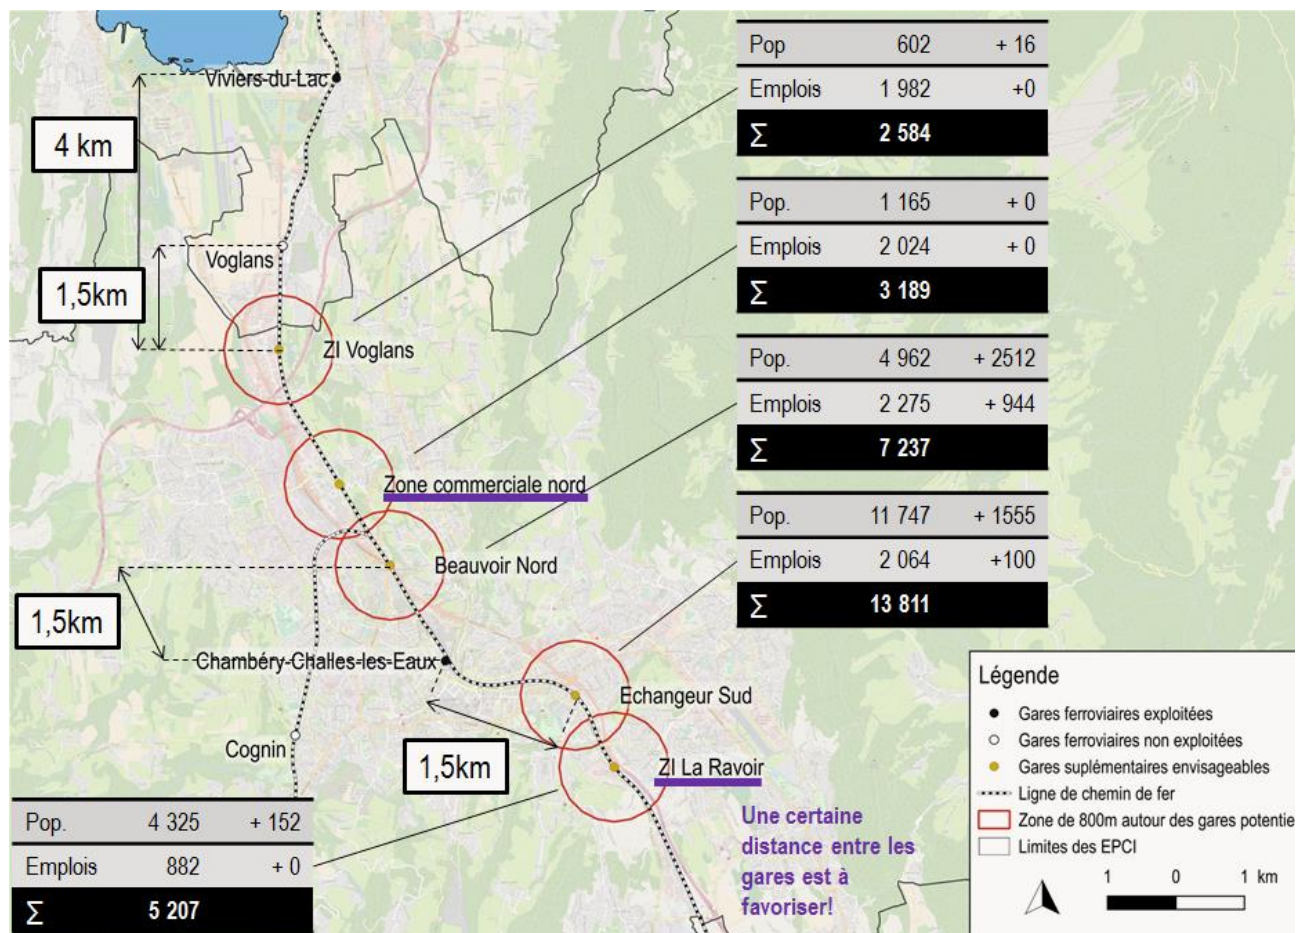 Viviers-du-Lac
4 km
Voglans
1,5km
ZI Voglans
Zone commerciale nord
Beauvoir Nord
1,5km
Chambéry-Challes-les-Eaux
Echangeur Sud
Cognin
1,5km
ZI La Ravoir
Une certaine
distance entre les
gares est à
favoriser!
Pop 602 + 16
Emplois 1 982 +0
Σ 2 584
Pop. 1 165 + 0
Emplois 2 024 + 0
Σ 3 189
Pop. 4 962 + 2512
Emplois 2 275 + 944
Σ 7 237
Pop. 11 747 + 1555
Emplois 2 064 +100
Σ 13 811
Pop. 4 325 + 152
Emplois 882 + 0
Σ 5 207
Légende
Gares ferroviaires exploitées
Gares ferroviaires non exploitées
Gares suplémentaires envisageables
Ligne de chemin de fer
Zone de 800m autour des gares potentie
Limites des EPCI
1 0 1 km